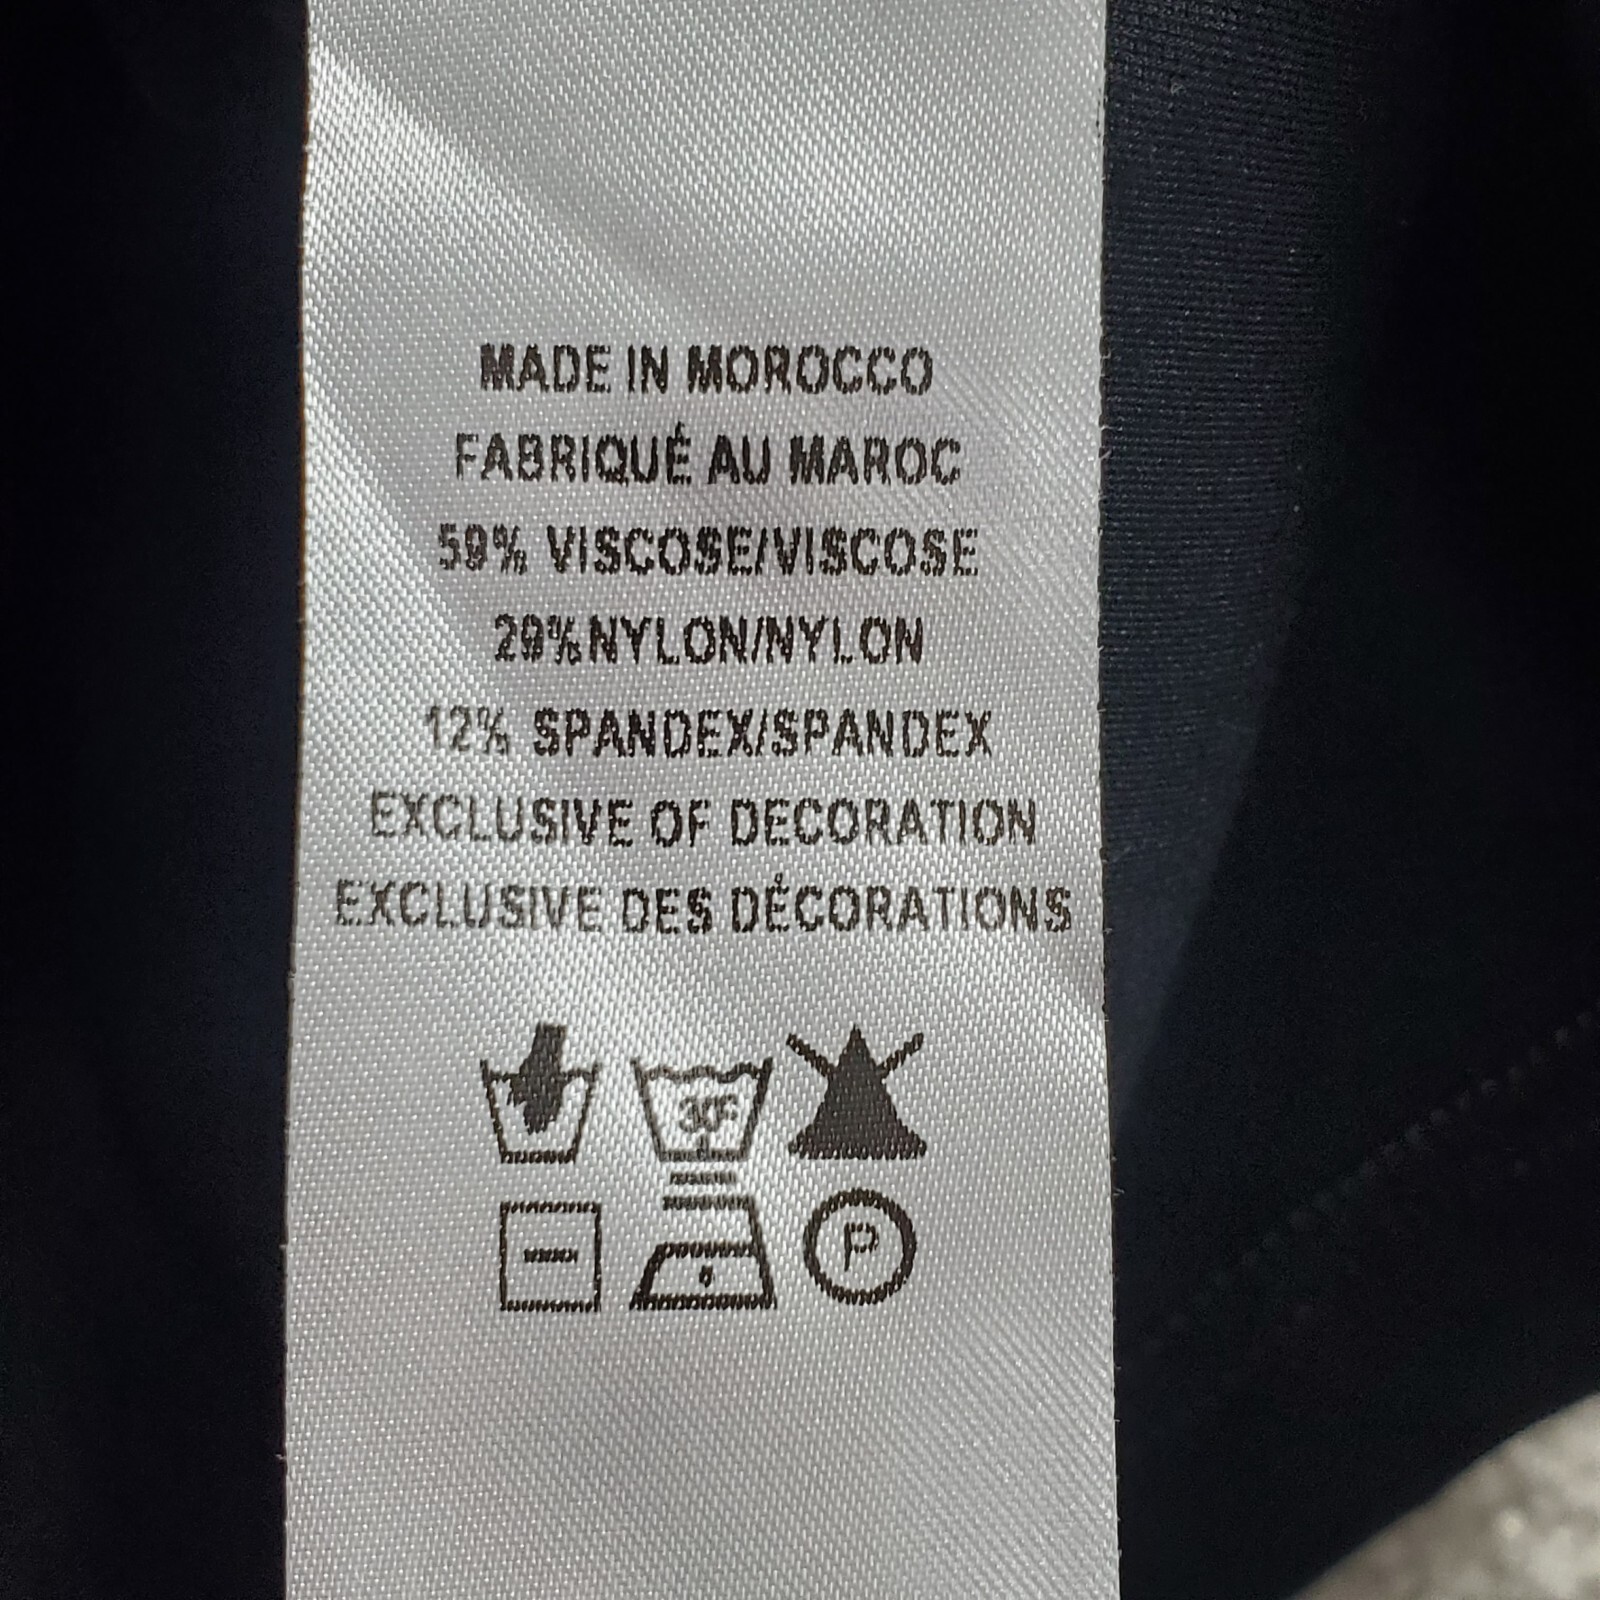 MADE IN MOROCCO
FABRIQUÉ AU MAROC
59% VISCOSE/VISCOSE
29% NYLON/NYLON
12% SPANDEX/SPANDEX
EXCLUSIVE OF DECORATION
EXCLUSIVE DES DÉCORATIONS
30°
P